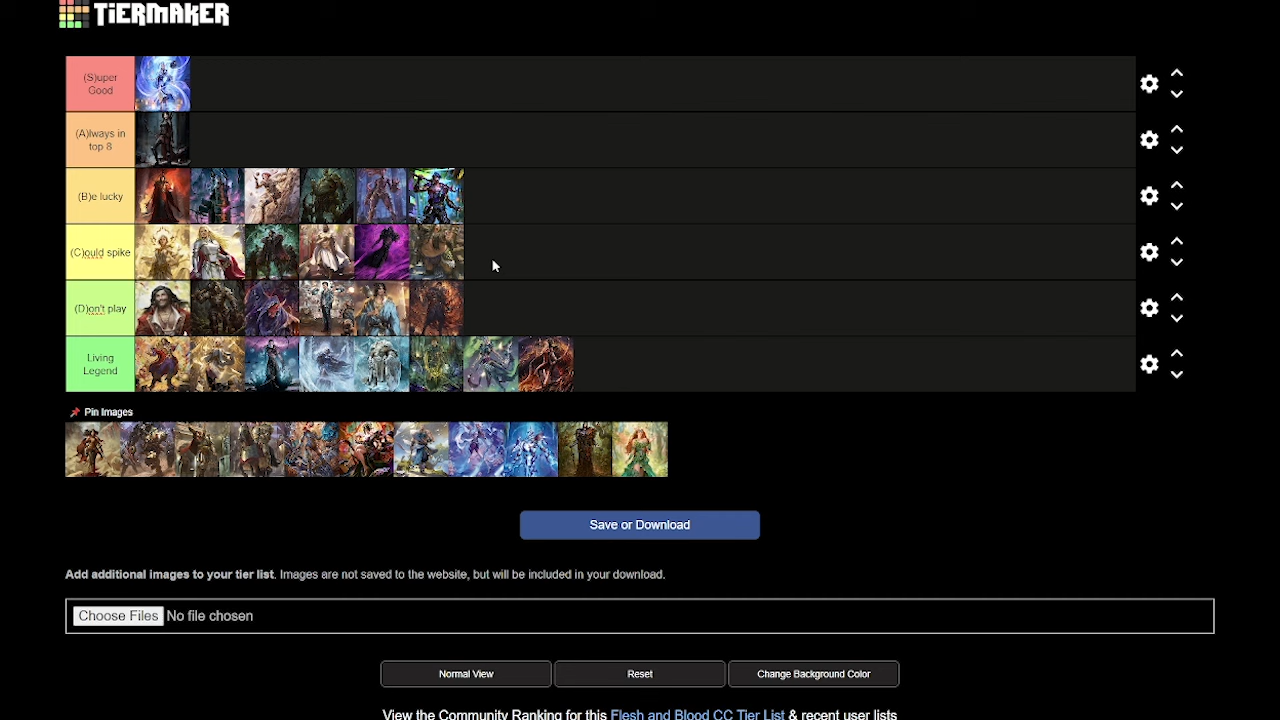 TiERMAKER
(S)uper
Good
(A)lways in
top 8
(B)e lucky
(C)ould spike
(D)on't play
Living
Legend
Pin Images
Save or Download
Add additional images to your tier list. Images are not saved to the website, but will be included in your download.
Choose Files No file chosen
Normal View
Reset
Change Background Color
View the Community Ranking for this Flesh and Blood CC Tier List & recent user lists